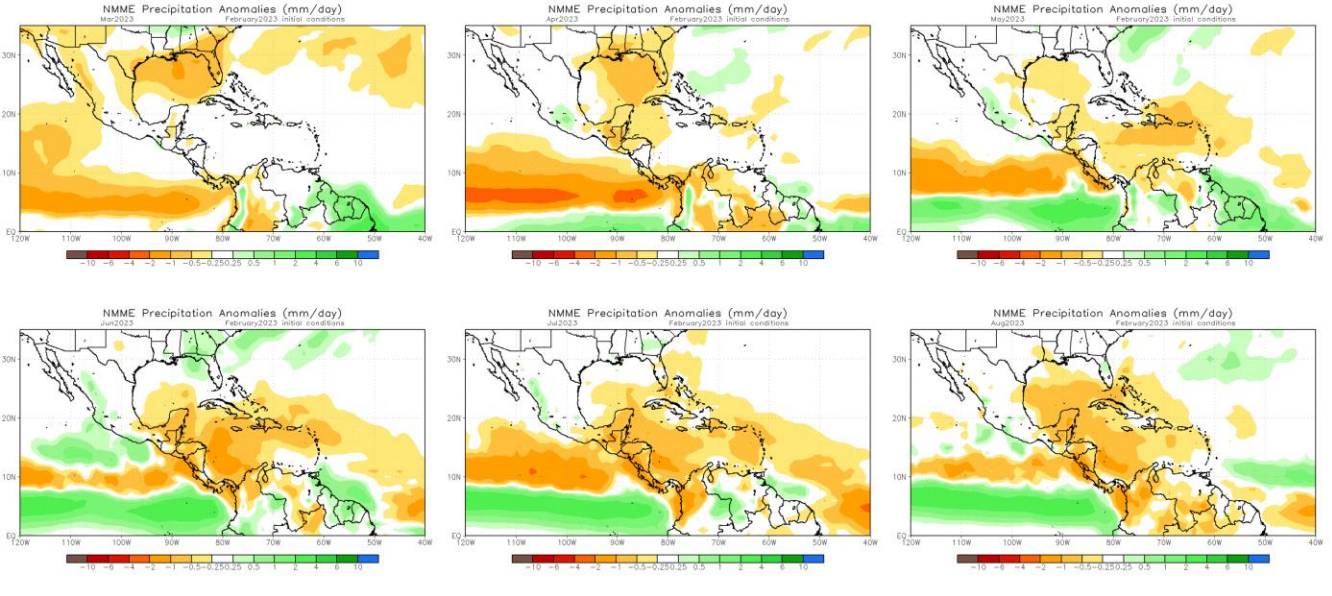 NMME Precipitation Anomalies (mm/day)
Mar2023 February2023 initial conditions
30N
20N
10N
EQ
120W 110W 100W 90W 80W 70W 60W 50W 40W
-10 -6 -4 -2 -1 -0.5-0.250.25 0.5 1 2 4 6 10
NMME Precipitation Anomalies (mm/day)
Apr2023 February2023 initial conditions
30N
20N
10N
EQ
120W 110W 100W 90W 80W 70W 60W 50W 40W
-10 -6 -4 -2 -1 -0.5-0.250.25 0.5 1 2 4 6 10
NMME Precipitation Anomalies (mm/day)
May2023 February2023 initial conditions
30N
20N
10N
EQ
120W 110W 100W 90W 80W 70W 60W 50W 40W
-10 -6 -4 -2 -1 -0.5-0.250.25 0.5 1 2 4 6 10
NMME Precipitation Anomalies (mm/day)
Jun2023 February2023 initial conditions
30N
20N
10N
EQ
120W 110W 100W 90W 80W 70W 60W 50W 40W
-10 -6 -4 -2 -1 -0.5-0.250.25 0.5 1 2 4 6 10
NMME Precipitation Anomalies (mm/day)
Jul2023 February2023 initial conditions
30N
20N
10N
EQ
120W 110W 100W 90W 80W 70W 60W 50W 40W
-10 -6 -4 -2 -1 -0.5-0.250.25 0.5 1 2 4 6 10
NMME Precipitation Anomalies (mm/day)
Aug2023 February2023 initial conditions
30N
20N
10N
EQ
120W 110W 100W 90W 80W 70W 60W 50W 40W
-10 -6 -4 -2 -1 -0.5-0.250.25 0.5 1 2 4 6 10